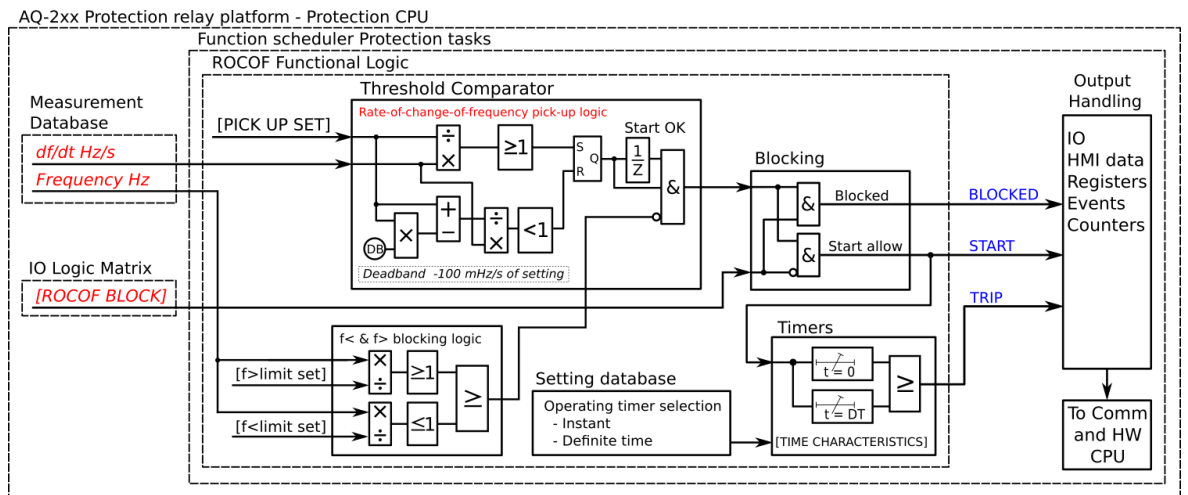 AQ-2xx Protection relay platform - Protection CPU
Function scheduler Protection tasks
ROCOF Functional Logic
Measurement
Database
df/dt Hz/s
Frequency Hz
IO Logic Matrix
[ROCOF BLOCK]
[PICK UP SET]
Threshold Comparator
Rate-of-change-of-frequency pick-up logic
÷
×
≥1
S
R
Q
Start OK
1
Z
&
DB
×
+
−
÷
×
<1
Deadband -100 mHz/s of setting
Blocking
&
Blocked
&
Start allow
BLOCKED
START
TRIP
Output
Handling
IO
HMI data
Registers
Events
Counters
To Comm
and HW
CPU
f< & f> blocking logic
[f>limit set]
[f<limit set]
×
÷
≥1
×
÷
≤1
≥
Setting database
Operating timer selection
- Instant
- Definite time
Timers
t = 0
t = DT
≥
[TIME CHARACTERISTICS]